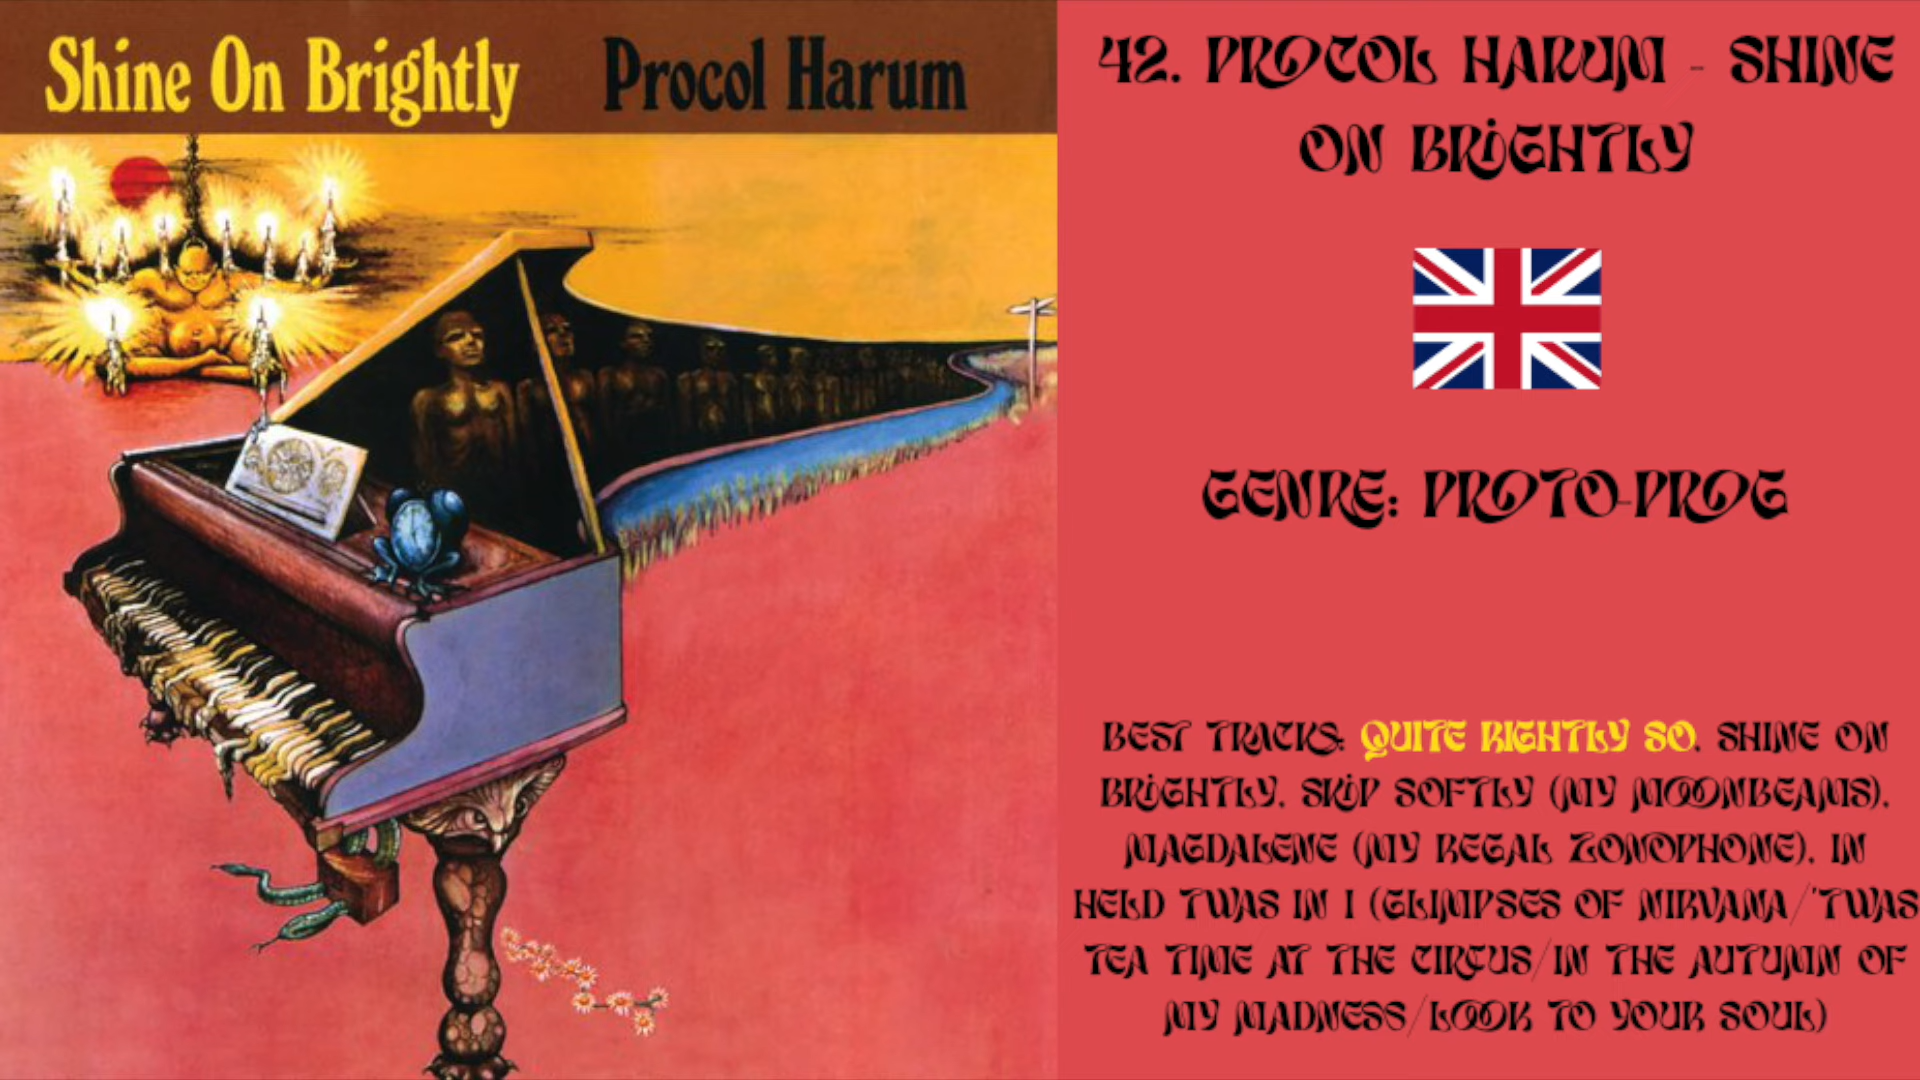 Shine On Brightly Procol Harum
42. PROCOL HARUM - SHINE
ON BRIGHTLY
GENRE: PROTO-PROG
BEST TRACKS: QUITE RIGHTLY SO, SHINE ON
BRIGHTLY, SKIP SOFTLY (MY MOONBEAMS),
MAGDALENE (MY REGAL ZONOPHONE), IN
HELD TWAS IN I (GLIMPSES OF NIRVANA/'TWAS
TEA TIME AT THE CIRCUS/IN THE AUTUMN OF
MY MADNESS/LOOK TO YOUR SOUL)